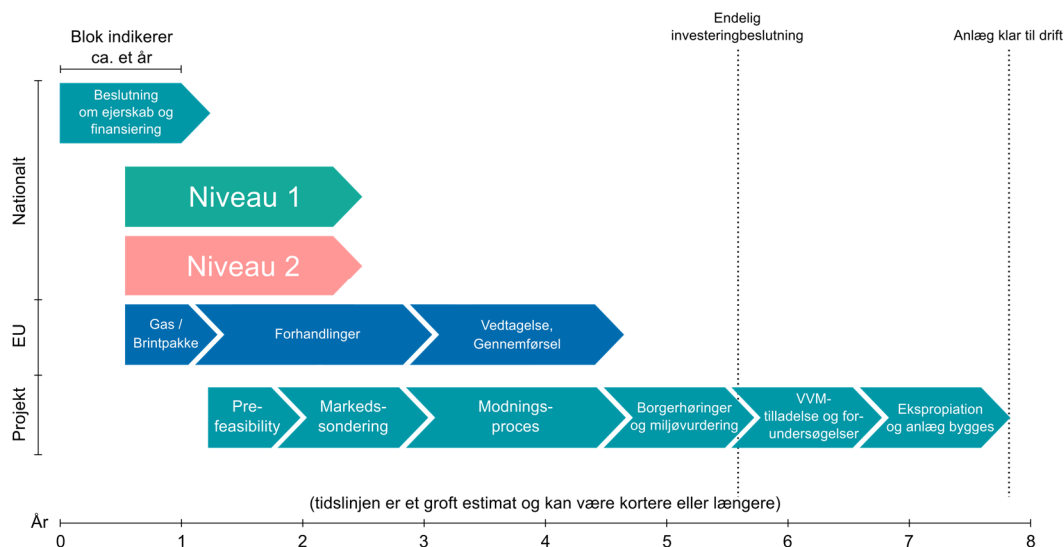 Blok indikerer
ca. et år
Endelig
investeringbeslutning
Anlæg klar til drift
Nationalt
Beslutning
om ejerskab og
finansiering
Niveau 1
Niveau 2
EU
Gas /
Brintpakke
Forhandlinger
Vedtagelse,
Gennemførsel
Projekt
Pre-
feasibility
Markeds-
sondering
Modnings-
proces
Borgerhøringer
og miljøvurdering
VVM-
tilladelse og for-
undersøgelser
Ekspropiation
og anlæg bygges
(tidslinjen er et groft estimat og kan være kortere eller længere)
År
0 1 2 3 4 5 6 7 8